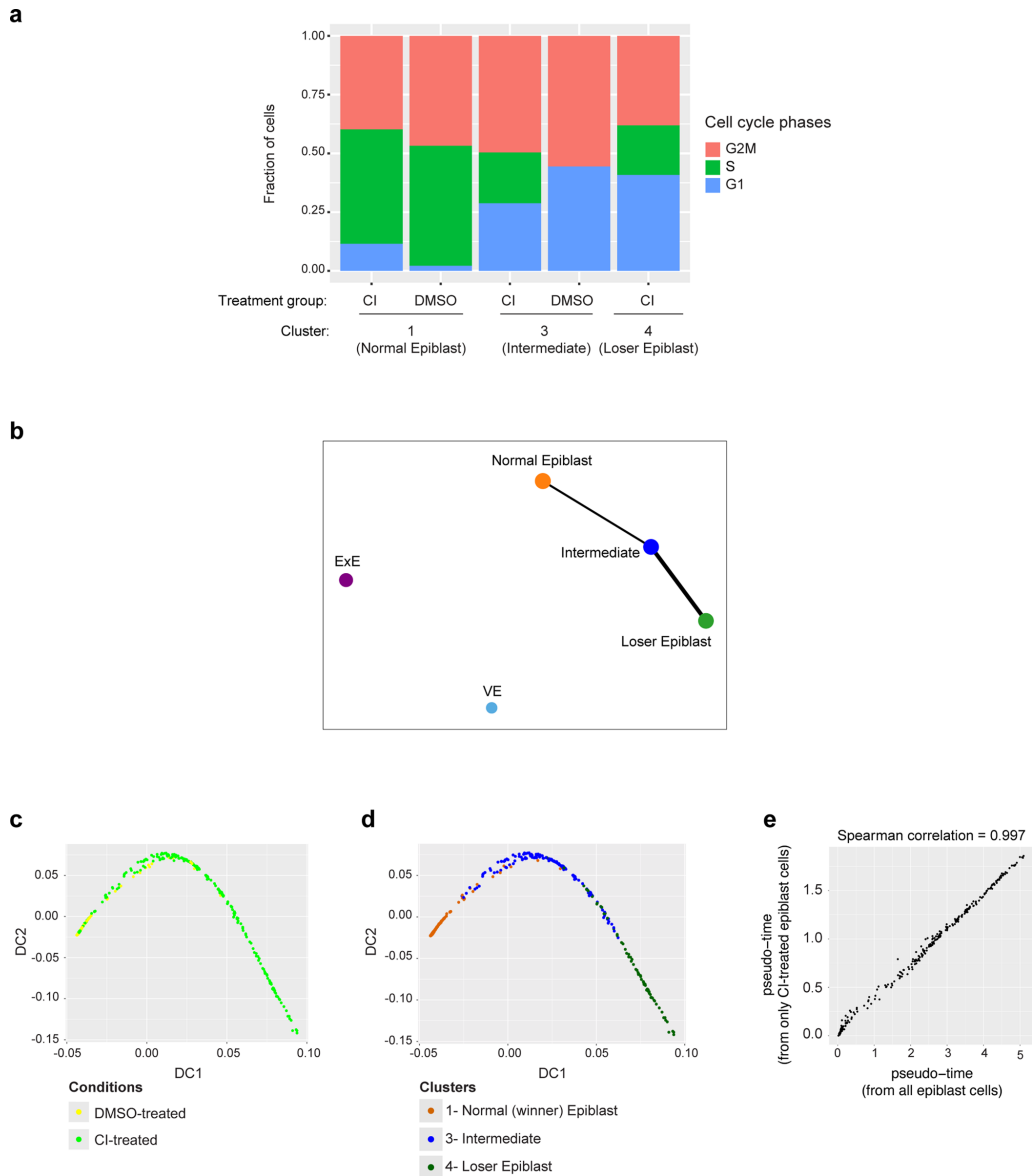 a
1.00
0.75
0.50
0.25
0.00
Fraction of cells
Cell cycle phases
G2M
S
G1
Treatment group: CI DMSO CI DMSO CI
Cluster: 1 3 4
(Normal Epiblast) (Intermediate) (Loser Epiblast)
b
Normal Epiblast
Intermediate
ExE
Loser Epiblast
VE
c
0.05
0.00
-0.05
-0.10
-0.15
DC2
-0.05 0.00 0.05 0.10
DC1
Conditions
DMSO-treated
CI-treated
d
0.05
0.00
-0.05
-0.10
-0.15
DC2
-0.05 0.00 0.05 0.10
DC1
Clusters
1- Normal (winner) Epiblast
3- Intermediate
4- Loser Epiblast
e
Spearman correlation = 0.997
pseudo−time
(from only CI-treated epiblast cells)
1.5
1.0
0.5
0.0
0 1 2 3 4 5
pseudo−time
(from all epiblast cells)